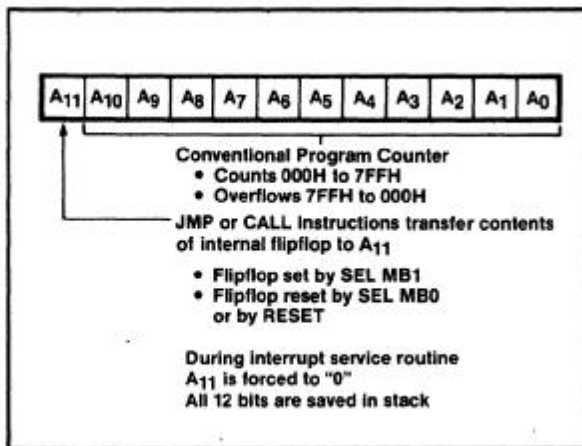 A11 A10 A9 A8 A7 A6 A5 A4 A3 A2 A1 A0
Conventional Program Counter
• Counts 000H to 7FFH
• Overflows 7FFH to 000H
JMP or CALL Instructions transfer contents
of internal flipflop to A11
• Flipflop set by SEL MB1
• Flipflop reset by SEL MB0
or by RESET
During interrupt service routine
A11 is forced to "0"
All 12 bits are saved in stack